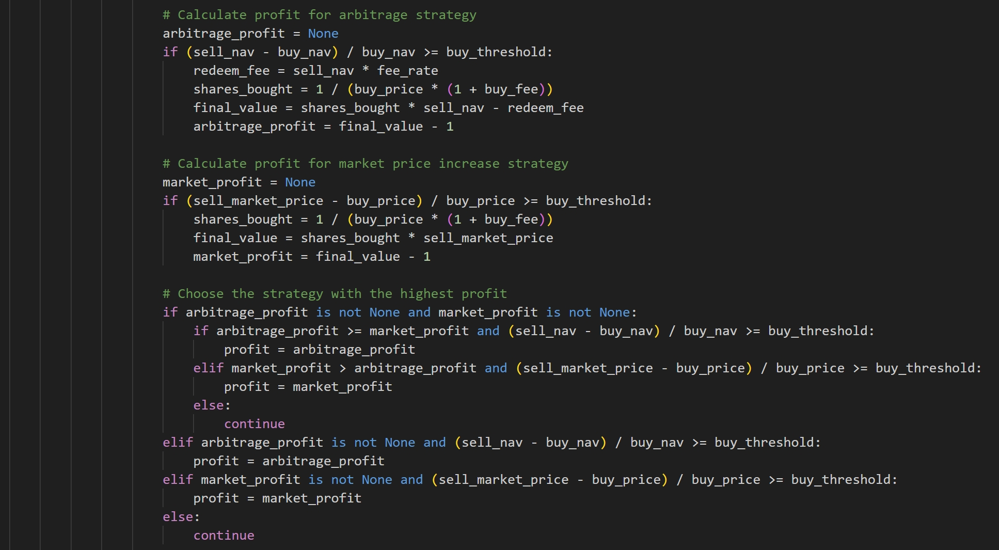 # Calculate profit for arbitrage strategy
arbitrage_profit = None
if (sell_nav - buy_nav) / buy_nav >= buy_threshold:
    redeem_fee = sell_nav * fee_rate
    shares_bought = 1 / (buy_price * (1 + buy_fee))
    final_value = shares_bought * sell_nav - redeem_fee
    arbitrage_profit = final_value - 1

# Calculate profit for market price increase strategy
market_profit = None
if (sell_market_price - buy_price) / buy_price >= buy_threshold:
    shares_bought = 1 / (buy_price * (1 + buy_fee))
    final_value = shares_bought * sell_market_price
    market_profit = final_value - 1

# Choose the strategy with the highest profit
if arbitrage_profit is not None and market_profit is not None:
    if arbitrage_profit >= market_profit and (sell_nav - buy_nav) / buy_nav >= buy_threshold:
        profit = arbitrage_profit
    elif market_profit > arbitrage_profit and (sell_market_price - buy_price) / buy_price >= buy_threshold:
        profit = market_profit
    else:
        continue
elif arbitrage_profit is not None and (sell_nav - buy_nav) / buy_nav >= buy_threshold:
    profit = arbitrage_profit
elif market_profit is not None and (sell_market_price - buy_price) / buy_price >= buy_threshold:
    profit = market_profit
else:
    continue